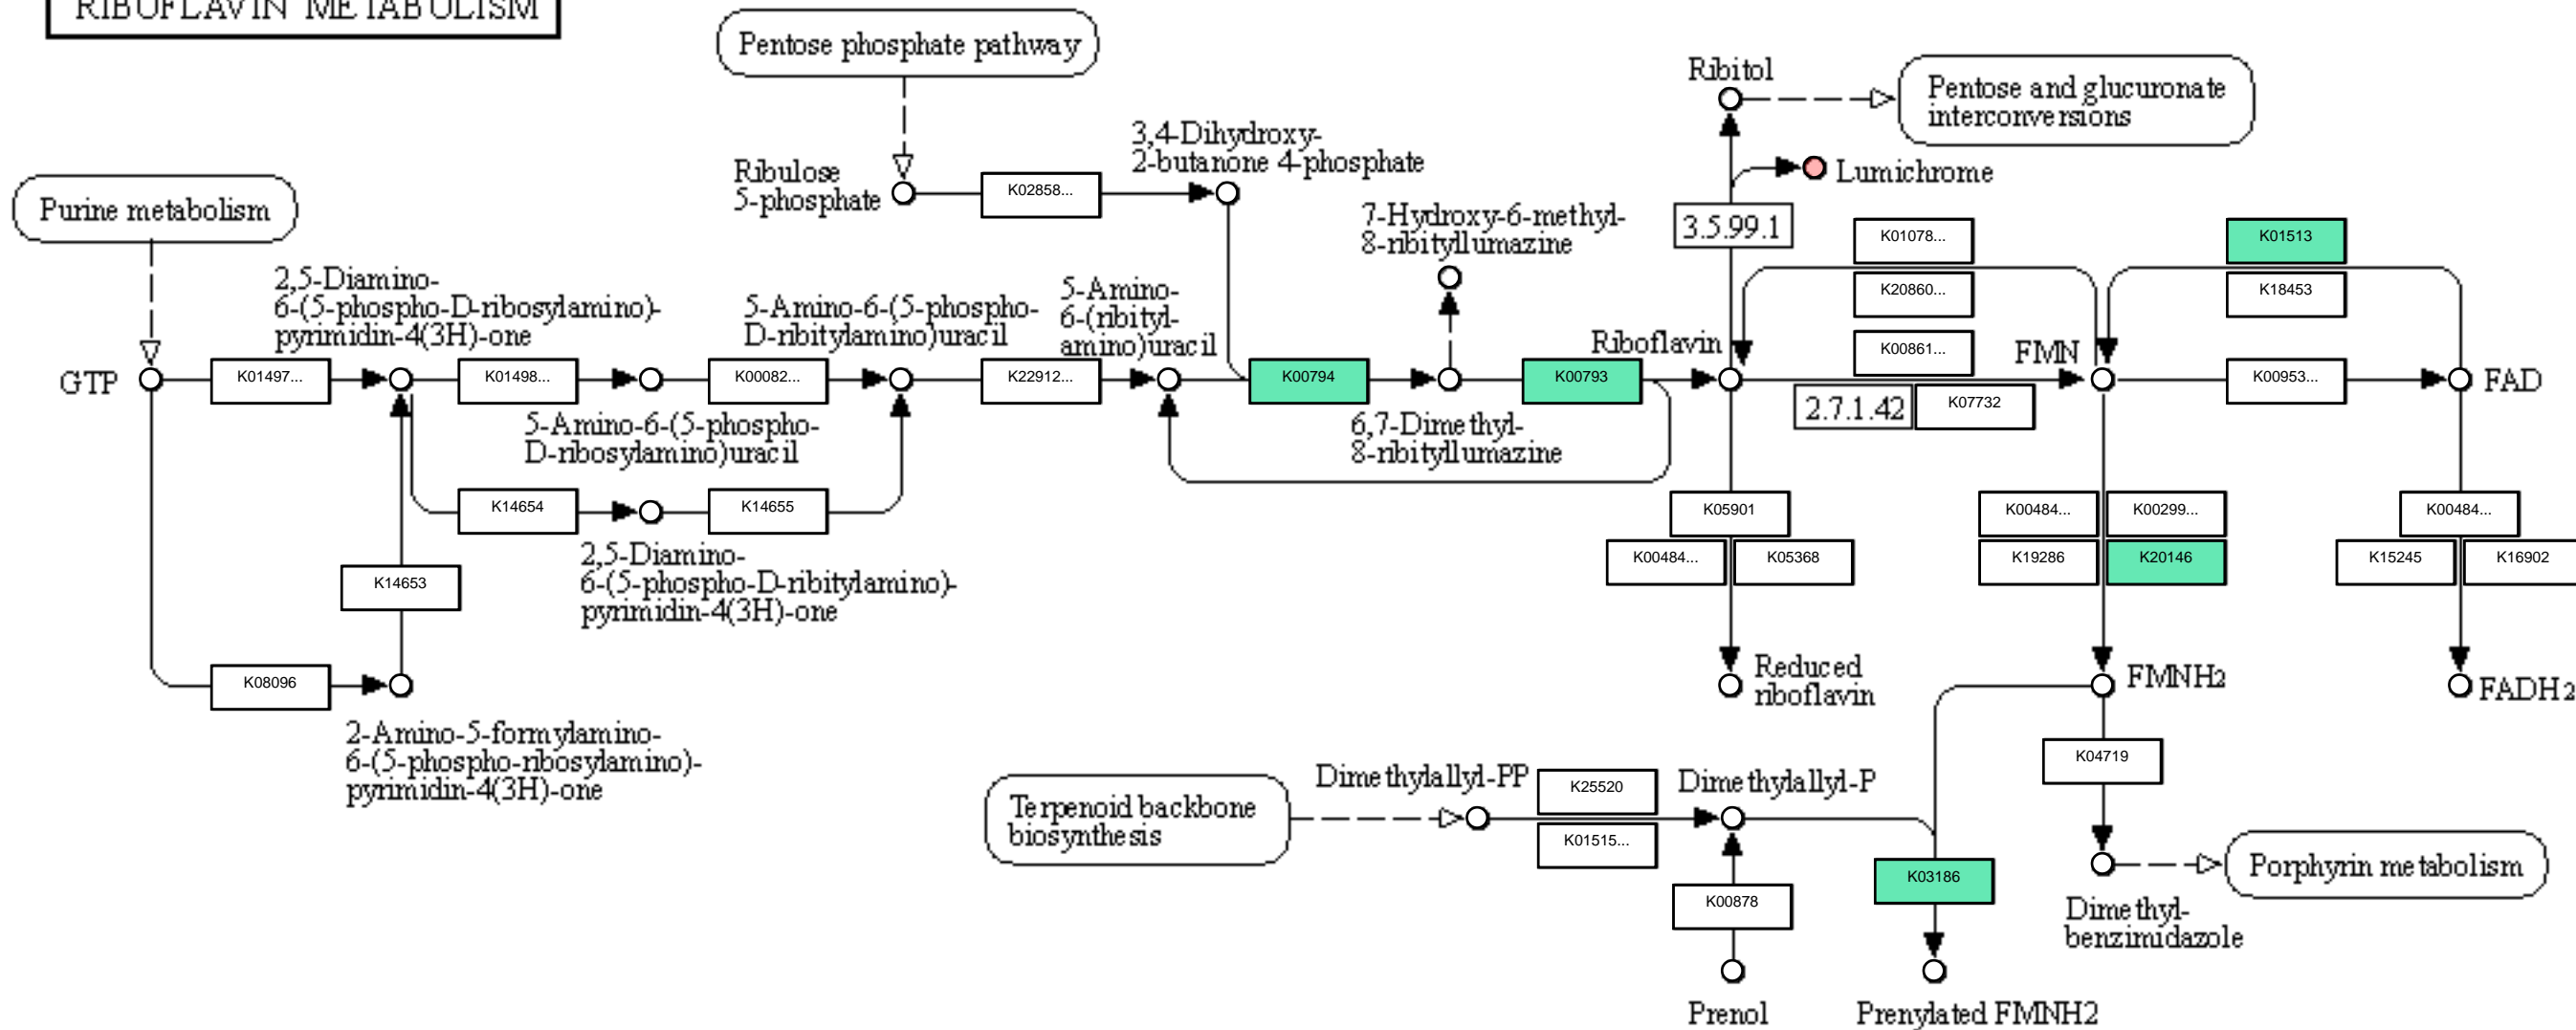 RIBOFLAVIN METABOLISM
Pentose phosphate pathway
Ribitol
Pentose and glucuronate
interconversions
3,4-Dihydroxy-
2-butanone 4-phosphate
Ribulose
5-phosphate
K02858...
Lumichrome
Purine metabolism
7-Hydroxy-6-methyl-
8-ribityllumazine
3.5.99.1
K01078...
K01513
2,5-Diamino-
6-(5-phospho-D-ribosylamino)-
pyrimidin-4(3H)-one
5-Amino-6-(5-phospho-
D-ribitylamino)uracil
5-Amino-
6-(ribityl-
amino)uracil
K20860...
K18453
Riboflavin
K00861...
FMN
GTP
K01497...
K01498...
K00082...
K22912...
K00794
K00793
K00953...
FAD
2.7.1.42
K07732
5-Amino-6-(5-phospho-
D-ribosylamino)uracil
6,7-Dimethyl-
8-ribityllumazine
K14654
K14655
K05901
K00484...
K00299...
K00484...
K00484...
K05368
K19286
K20146
K15245
K16902
2,5-Diamino-
6-(5-phospho-D-ribitylamino)-
pyrimidin-4(3H)-one
K14653
K08096
Reduced
riboflavin
FMNH2
FADH2
2-Amino-5-formylamino-
6-(5-phospho-ribosylamino)-
pyrimidin-4(3H)-one
K04719
Dimethylallyl-PP
K25520
Dimethylallyl-P
Terpenoid backbone
biosynthesis
K01515...
K03186
Porphyrin metabolism
K00878
Dimethyl-
benzimidazole
Prenol
Prenylated FMNH2